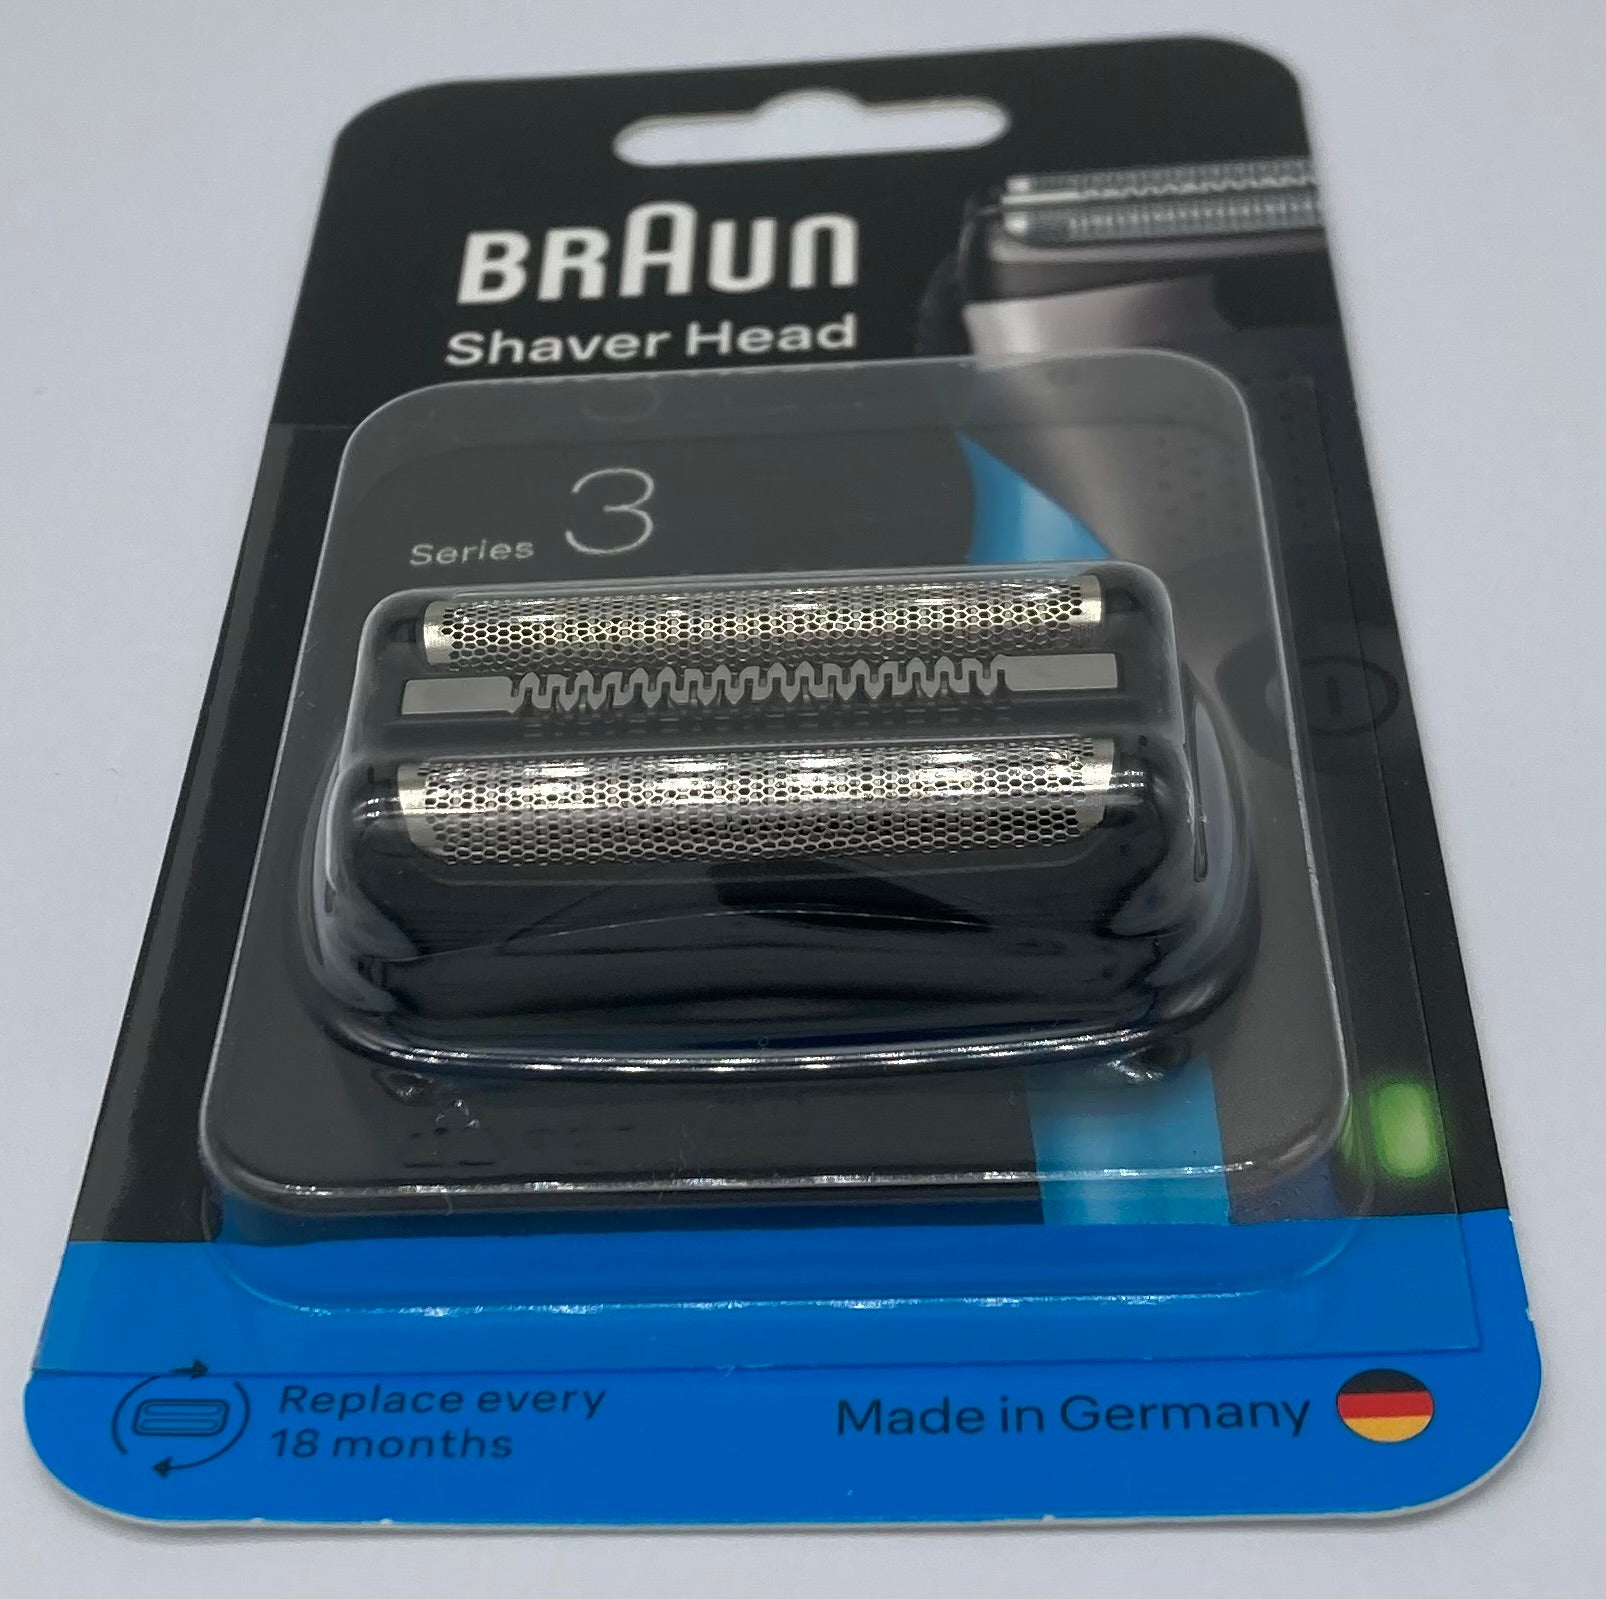 BRAUN
Shaver Head
Series 3
Replace every
18 months
Made in Germany